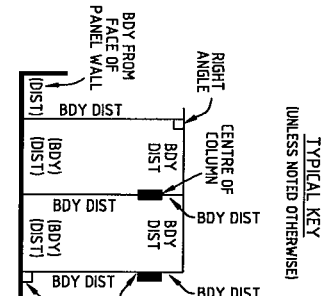 TYPICAL KEY
(UNLESS NOTED OTHERWISE)
RIGHT
ANGLE
CENTRE OF
COLUMN
BDY FROM
FACE OF
PANEL WALL
(DIST)
BDY DIST
BDY
DIST
(BDY)
(DIST)
BDY DIST
BDY DIST
BDY
DIST
(BDY)
(DIST)
BDY DIST
BDY DIST